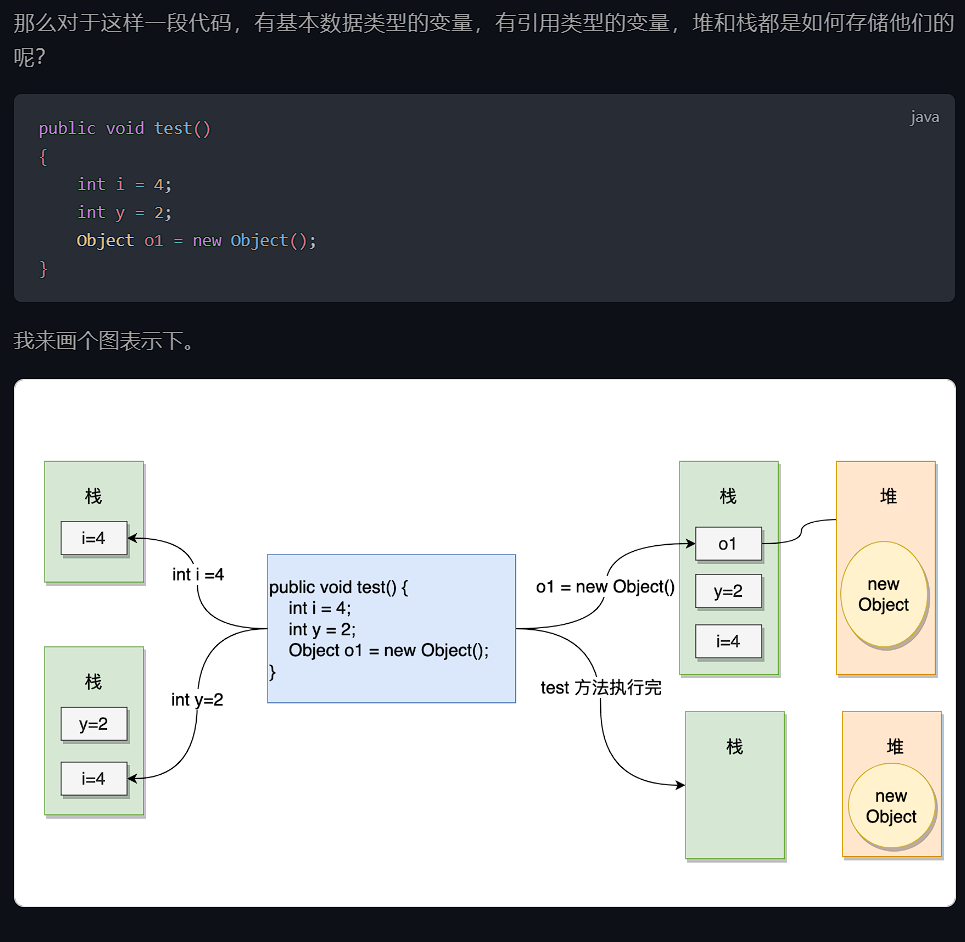 那么对于这样一段代码，有基本数据类型的变量，有引用类型的变量，堆和栈都是如何存储他们的
呢？
java
public void test()
{
    int i = 4;
    int y = 2;
    Object o1 = new Object();
}
我来画个图表示下。
栈
i=4
int i =4
栈
y=2
i=4
int y=2
public void test() {
    int i = 4;
    int y = 2;
    Object o1 = new Object();
}
o1 = new Object()
栈
o1
y=2
i=4
堆
new
Object
test 方法执行完
栈
堆
new
Object